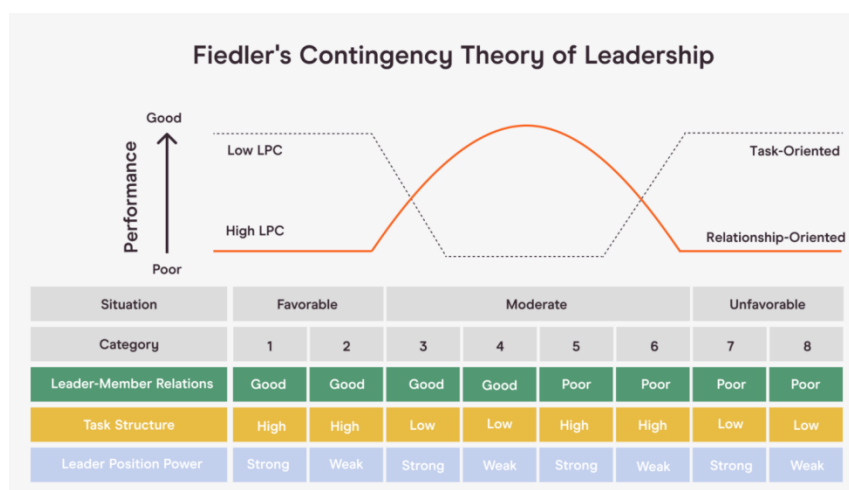 Fiedler's Contingency Theory of Leadership
Good
Performance
Low LPC
Task-Oriented
High LPC
Relationship-Oriented
Poor
Situation Favorable Moderate Unfavorable
Category 1 2 3 4 5 6 7 8
Leader-Member Relations Good Good Good Good Poor Poor Poor Poor
Task Structure High High Low Low High High Low Low
Leader Position Power Strong Weak Strong Weak Strong Weak Strong Weak